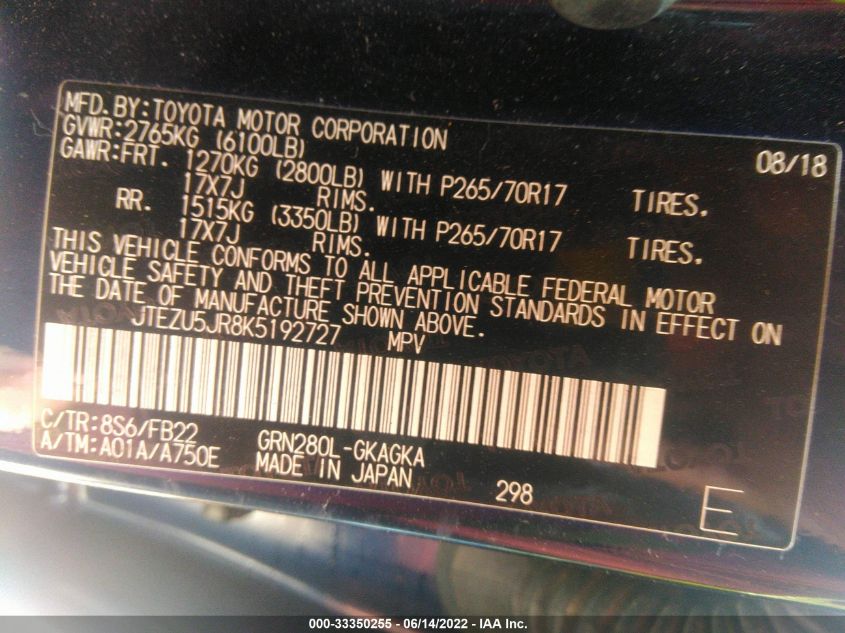 MFD. BY: TOYOTA MOTOR CORPORATION 08/18
GVWR: 2765KG (6100LB)
GAWR: FRT. 1270KG (2800LB) WITH P265/70R17 TIRES.
17X7J RIMS.
RR. 1515KG (3350LB) WITH P265/70R17 TIRES.
17X7J RIMS.
THIS VEHICLE CONFORMS TO ALL APPLICABLE FEDERAL MOTOR
VEHICLE SAFETY AND THEFT PREVENTION STANDARDS IN EFFECT ON
THE DATE OF MANUFACTURE SHOWN ABOVE.
JTEZU5JR8K5192727 MPV
C/TR: 8S6/FB22 GRN280L-GKAGKA
A/TM: A01A/A750E MADE IN JAPAN 298 E
000-33350255 - 06/14/2022 - IAA Inc.